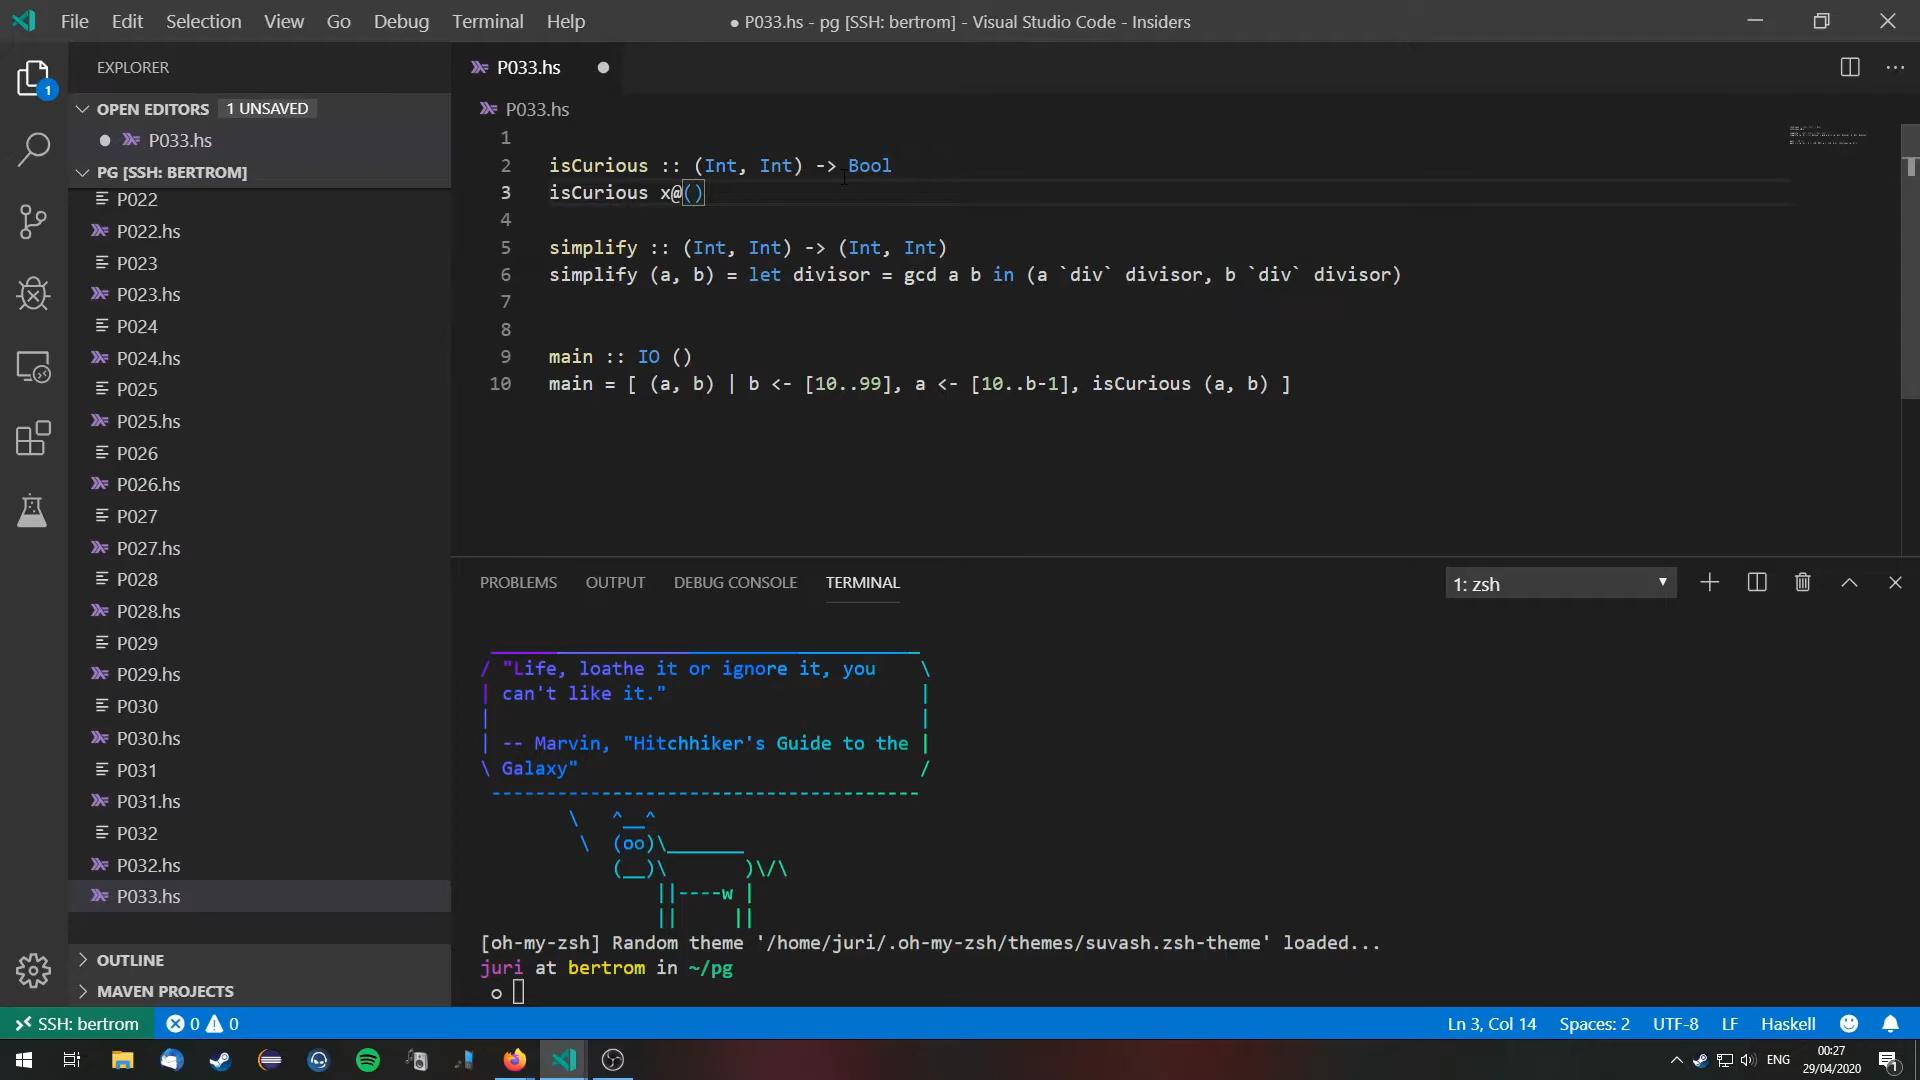 File Edit Selection View Go Debug Terminal Help
● P033.hs - pg [SSH: bertrom] - Visual Studio Code - Insiders
1
EXPLORER
OPEN EDITORS 1 UNSAVED
P033.hs
PG [SSH: BERTROM]
P022
P022.hs
P023
P023.hs
P024
P024.hs
P025
P025.hs
P026
P026.hs
P027
P027.hs
P028
P028.hs
P029
P029.hs
P030
P030.hs
P031
P031.hs
P032
P032.hs
P033.hs
OUTLINE
MAVEN PROJECTS
P033.hs
P033.hs
1
2 isCurious :: (Int, Int) -> Bool
3 isCurious x@()
4
5 simplify :: (Int, Int) -> (Int, Int)
6 simplify (a, b) = let divisor = gcd a b in (a `div` divisor, b `div` divisor)
7
8
9 main :: IO ()
10 main = [ (a, b) | b <- [10..99], a <- [10..b-1], isCurious (a, b) ]
PROBLEMS OUTPUT DEBUG CONSOLE TERMINAL
1: zsh
/ "Life, loathe it or ignore it, you \
| can't like it." |
| |
| -- Marvin, "Hitchhiker's Guide to the |
\ Galaxy" /
---------------------------------------
\ ^__^
\ (oo)\_______
(__)\ )\/\
||----w |
|| ||
[oh-my-zsh] Random theme '/home/juri/.oh-my-zsh/themes/suvash.zsh-theme' loaded...
juri at bertrom in ~/pg
○
SSH: bertrom 0 0
Ln 3, Col 14 Spaces: 2 UTF-8 LF Haskell
ENG
00:27
29/04/2020
1